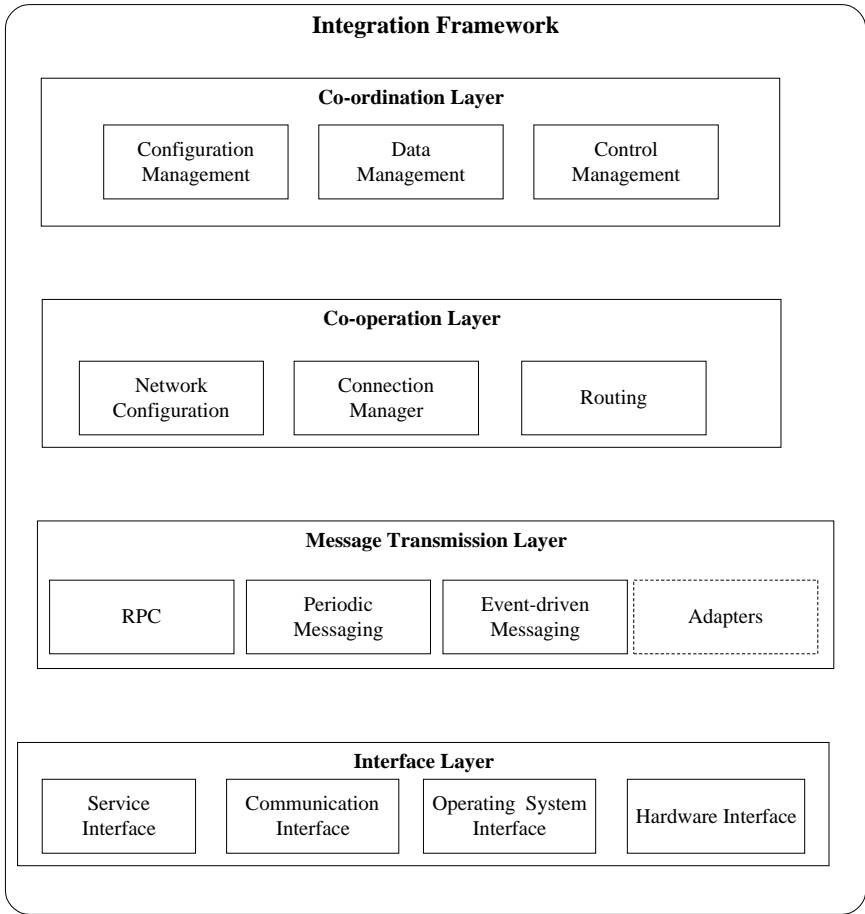 Integration Framework
Co-ordination Layer
Configuration
Management
Data
Management
Control
Management
Co-operation Layer
Network
Configuration
Connection
Manager
Routing
Message Transmission Layer
RPC
Periodic
Messaging
Event-driven
Messaging
Adapters
Interface Layer
Service
Interface
Communication
Interface
Operating System
Interface
Hardware Interface